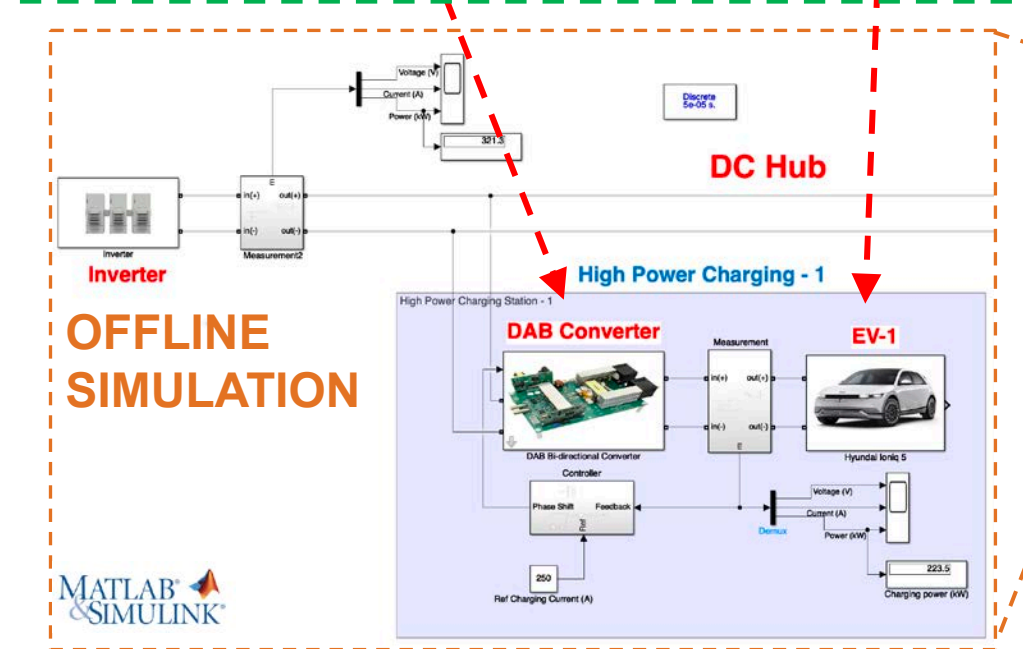 Voltage (V)
Current (A)
Power (kW)
321.3
Discrete
5e-05 s.
DC Hub
m
in(+) out(+)
in(-) out(-)
Inverter
Inverter
Measurement2
High Power Charging - 1
High Power Charging Station - 1
OFFLINE
SIMULATION
DAB Converter
Measurement
EV-1
in(+) out(+)
in(-) out(-)
m
DAB Bi-directional Converter
Hyundai Ioniq 5
Controller
Phase Shift
Feedback
Ref
Voltage (V)
Current (A)
Power (kW)
Demux
250
Ref Charging Current (A)
223.5
Charging power (kW)
MATLAB®
&SIMULINK®